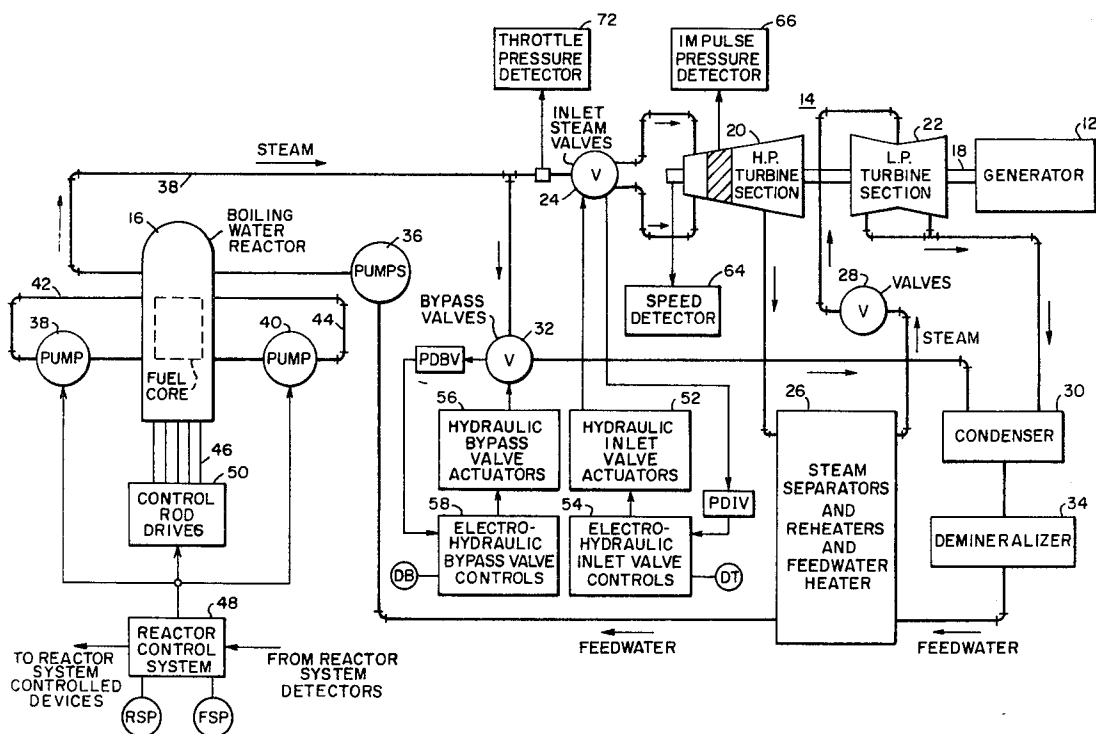 72
THROTTLE
PRESSURE
DETECTOR
66
IMPULSE
PRESSURE
DETECTOR
INLET
STEAM
VALVES
V
24
14
20
H.P.
TURBINE
SECTION
22
L.P.
TURBINE
SECTION
18
12
GENERATOR
STEAM
38
16
BOILING
WATER
REACTOR
36
PUMPS
42
38
PUMP
FUEL
CORE
40
PUMP
44
64
SPEED
DETECTOR
28
VALVES
V
STEAM
BYPASS
VALVES
32
V
PDBV
56
HYDRAULIC
BYPASS
VALVE
ACTUATORS
52
HYDRAULIC
INLET
VALVE
ACTUATORS
PDIV
58
ELECTRO-
HYDRAULIC
BYPASS VALVE
CONTROLS
DB
54
ELECTRO-
HYDRAULIC
INLET VALVE
CONTROLS
DT
26
STEAM
SEPARATORS
AND
REHEATERS
AND
FEEDWATER
HEATER
30
CONDENSER
34
DEMINERALIZER
46
50
CONTROL
ROD
DRIVES
FEEDWATER
FEEDWATER
48
REACTOR
CONTROL
SYSTEM
TO REACTOR
SYSTEM
CONTROLLED
DEVICES
FROM REACTOR
SYSTEM
DETECTORS
RSP
FSP